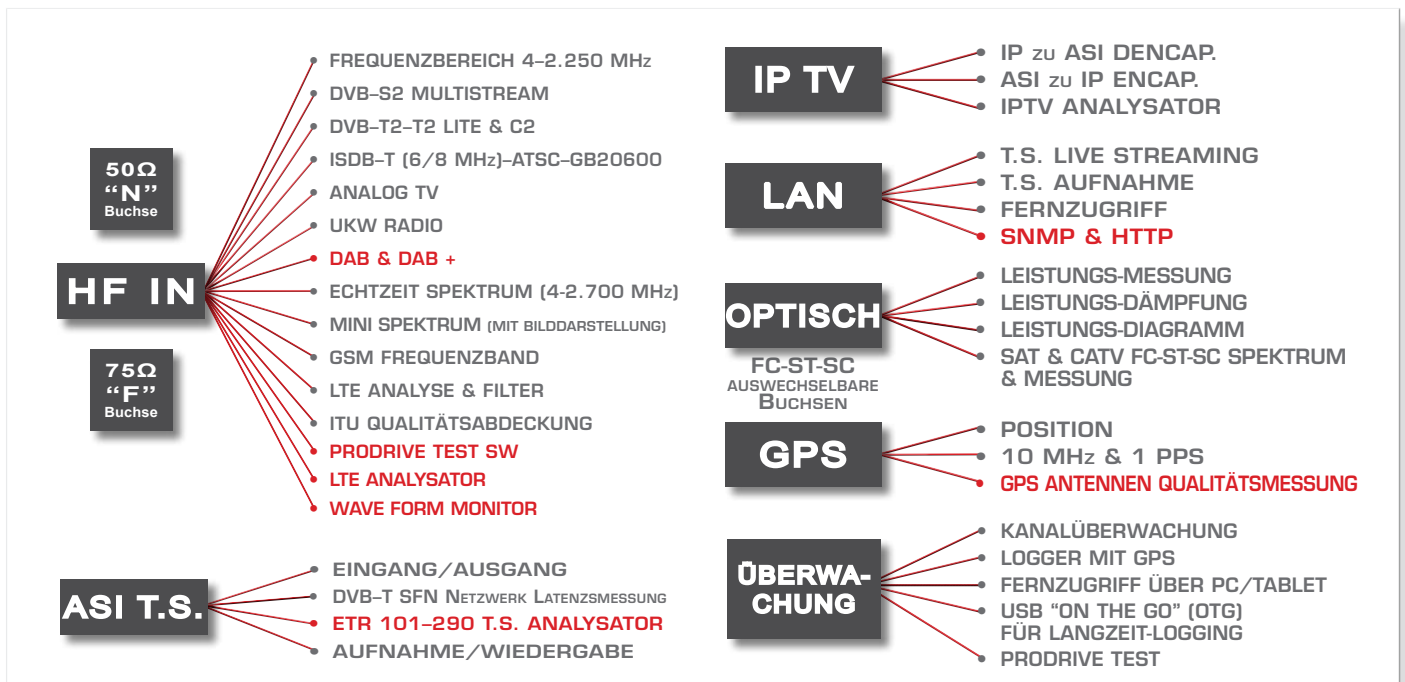 50Ω
“N”
Buchse
HF IN
75Ω
“F”
Buchse
FREQUENZBEREICH 4–2.250 MHz
DVB–S2 MULTISTREAM
DVB–T2–T2 LITE & C2
ISDB–T (6/8 MHz)–ATSC–GB20600
ANALOG TV
UKW RADIO
DAB & DAB +
ECHTZEIT SPEKTRUM (4-2.700 MHz)
MINI SPEKTRUM (MIT BILDDARSTELLUNG)
GSM FREQUENZBAND
LTE ANALYSE & FILTER
ITU QUALITÄTSABDECKUNG
PRODRIVE TEST SW
LTE ANALYSATOR
WAVE FORM MONITOR
ASI T.S.
EINGANG/AUSGANG
DVB–T SFN NETZWERK LATENZSMESSUNG
ETR 101–290 T.S. ANALYSATOR
AUFNAHME/WIEDERGABE
IP TV
IP ZU ASI DENCAP.
ASI ZU IP ENCAP.
IPTV ANALYSATOR
LAN
T.S. LIVE STREAMING
T.S. AUFNAHME
FERNZUGRIFF
SNMP & HTTP
OPTISCH
FC-ST-SC
AUSWECHSELBARE
BUCHSEN
LEISTUNGS-MESSUNG
LEISTUNGS-DÄMPFUNG
LEISTUNGS-DIAGRAMM
SAT & CATV FC-ST-SC SPEKTRUM
& MESSUNG
GPS
POSITION
10 MHz & 1 PPS
GPS ANTENNEN QUALITÄTSMESSUNG
ÜBERWA-
CHUNG
KANALÜBERWACHUNG
LOGGER MIT GPS
FERNZUGRIFF ÜBER PC/TABLET
USB “ON THE GO” (OTG)
FÜR LANGZEIT-LOGGING
PRODRIVE TEST